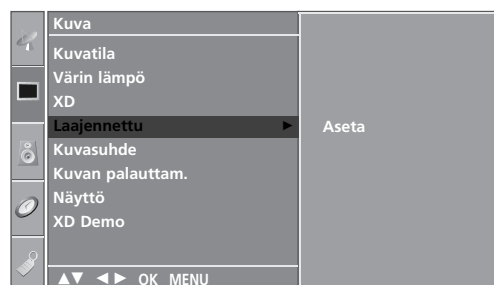 Kuva
Kuvatila
Värin lämpö
XD
Laajennettu ► Aseta
Kuvasuhde
Kuvan palauttam.
Näyttö
XD Demo
▲▼ ◄► OK MENU